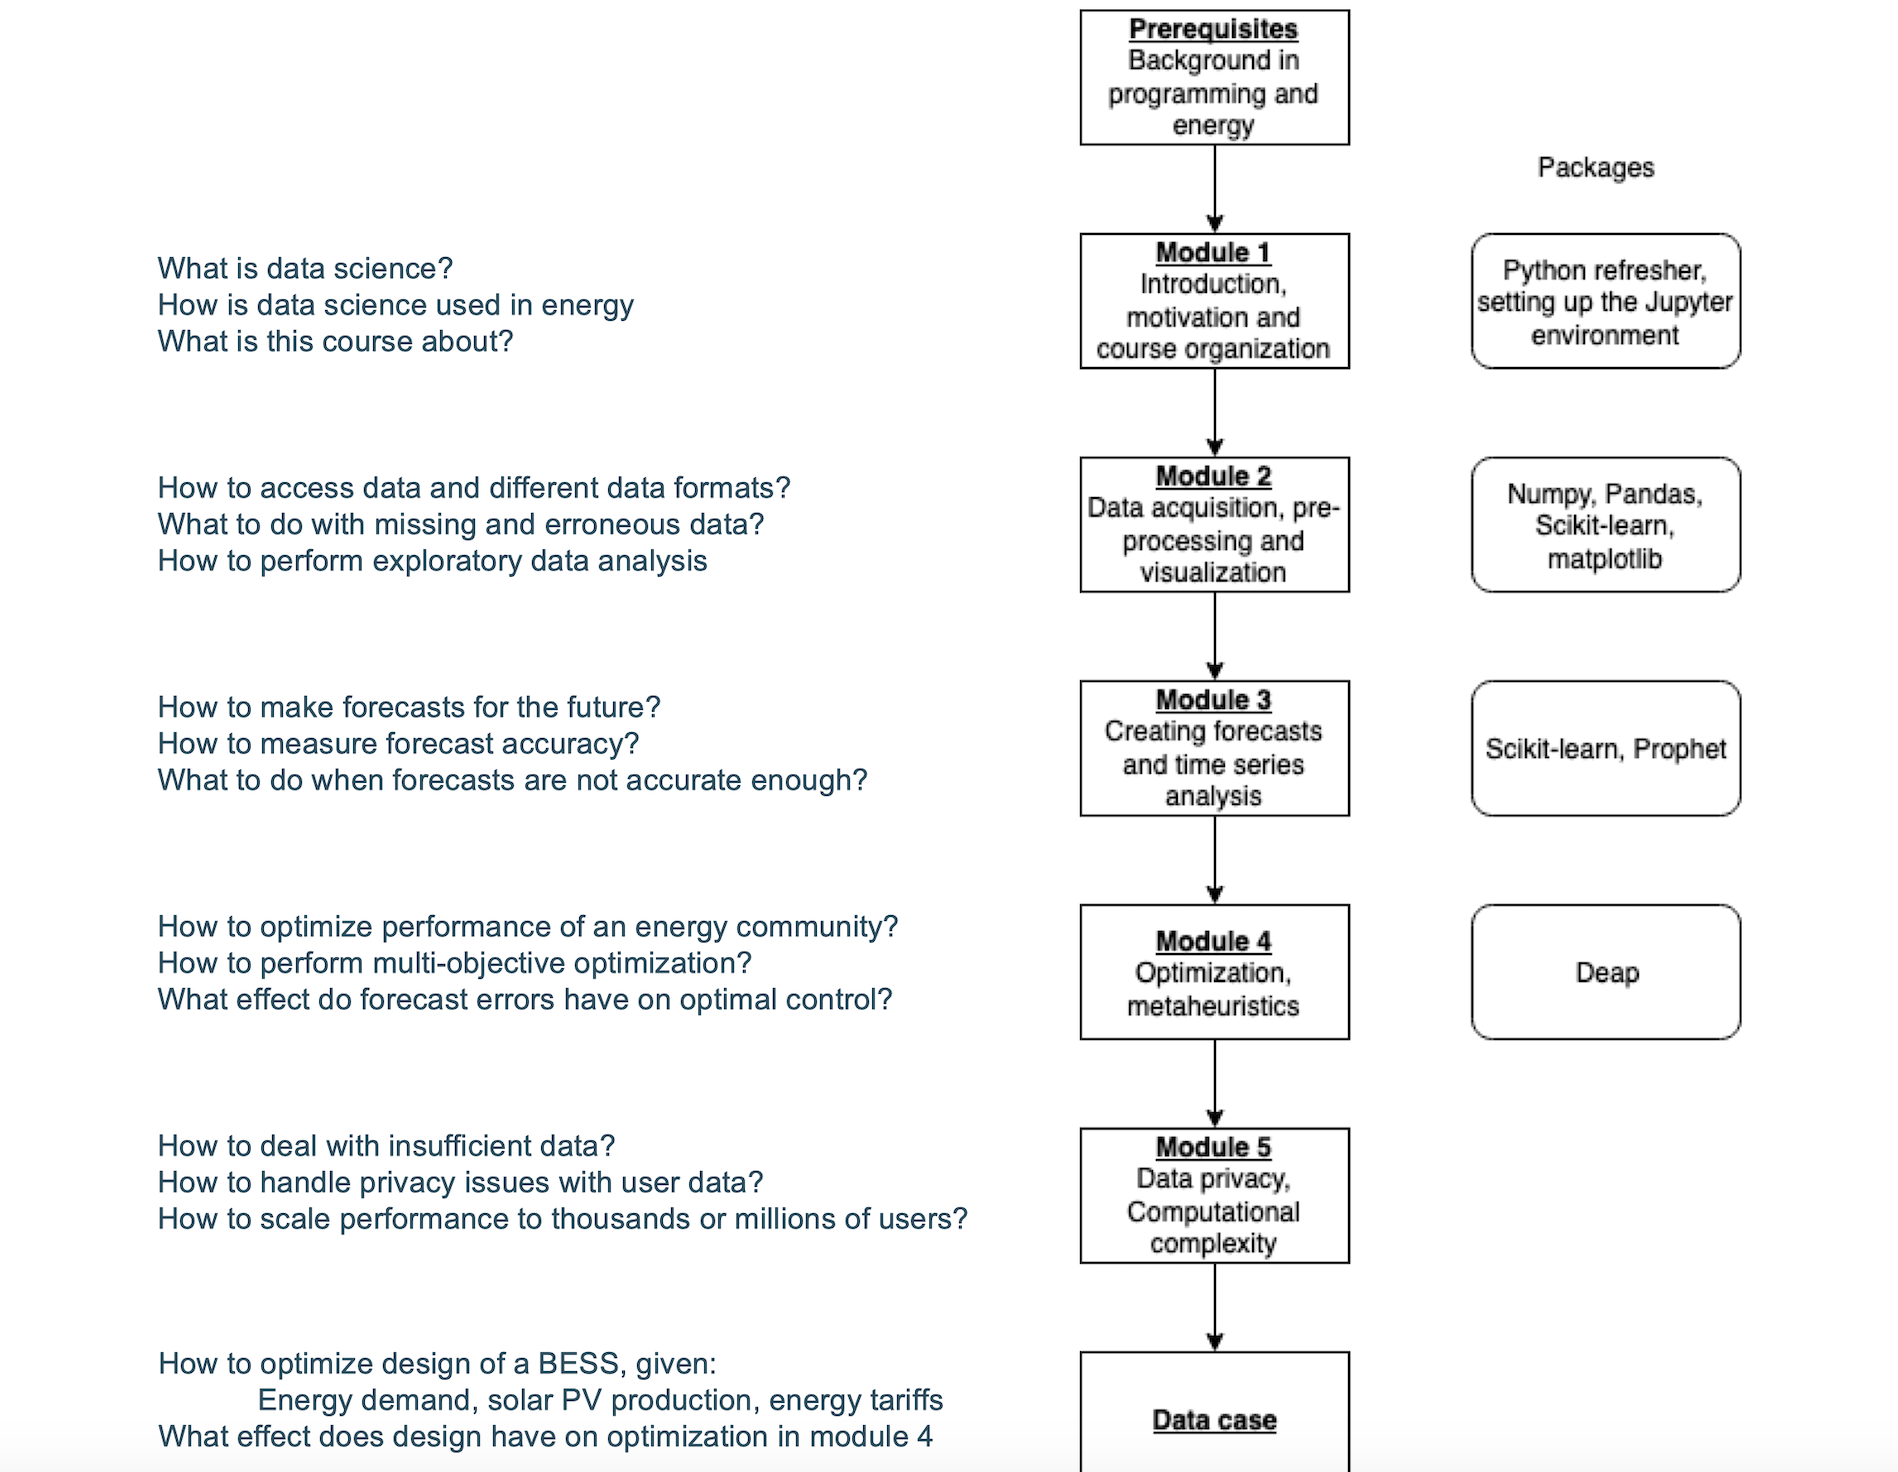 Prerequisites
Background in
programming and
energy
Packages
What is data science?
How is data science used in energy
What is this course about?
Module 1
Introduction,
motivation and
course organization
Python refresher,
setting up the Jupyter
environment
How to access data and different data formats?
What to do with missing and erroneous data?
How to perform exploratory data analysis
Module 2
Data acquisition, pre-
processing and
visualization
Numpy, Pandas,
Scikit-learn,
matplotlib
How to make forecasts for the future?
How to measure forecast accuracy?
What to do when forecasts are not accurate enough?
Module 3
Creating forecasts
and time series
analysis
Scikit-learn, Prophet
How to optimize performance of an energy community?
How to perform multi-objective optimization?
What effect do forecast errors have on optimal control?
Module 4
Optimization,
metaheuristics
Deap
How to deal with insufficient data?
How to handle privacy issues with user data?
How to scale performance to thousands or millions of users?
Module 5
Data privacy,
Computational
complexity
How to optimize design of a BESS, given:
Energy demand, solar PV production, energy tariffs
What effect does design have on optimization in module 4
Data case